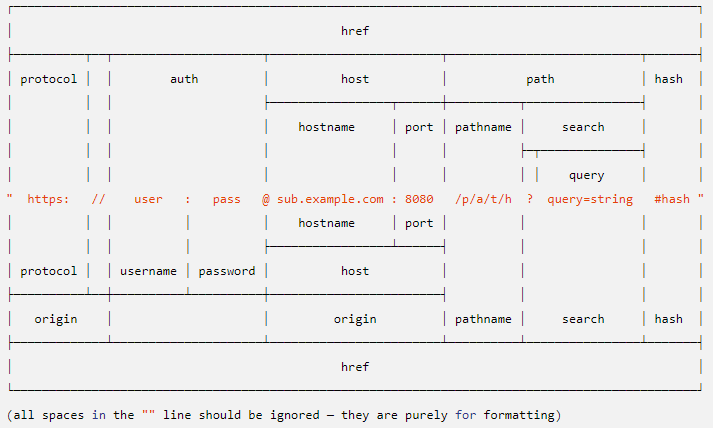 href
protocol auth host path hash
hostname port pathname search
query
" https: // user : pass @ sub.example.com : 8080 /p/a/t/h ? query=string #hash "
hostname port
protocol username password host
origin origin pathname search hash
href
(all spaces in the "" line should be ignored — they are purely for formatting)